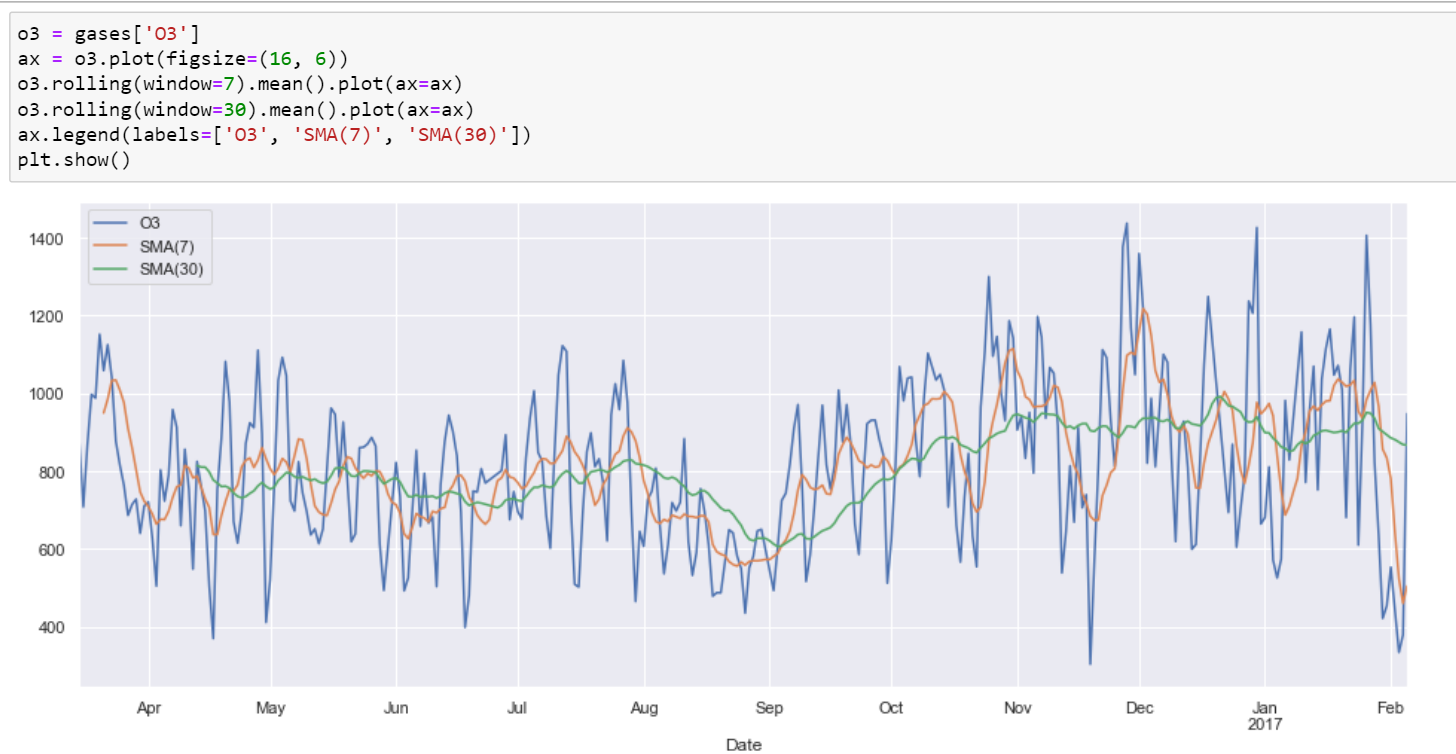 o3 = gases['O3']
ax = o3.plot(figsize=(16, 6))
o3.rolling(window=7).mean().plot(ax=ax)
o3.rolling(window=30).mean().plot(ax=ax)
ax.legend(labels=['O3', 'SMA(7)', 'SMA(30)'])
plt.show()
O3
SMA(7)
SMA(30)
1400
1200
1000
800
600
400
Apr May Jun Jul Aug Sep Oct Nov Dec Jan Feb
2017
Date